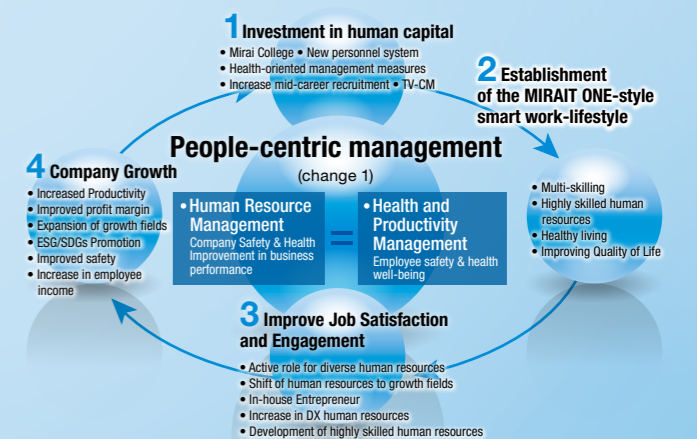 1 Investment in human capital
• Mirai College • New personnel system
• Health-oriented management measures
• Increase mid-career recruitment • TV-CM
2 Establishment
of the MIRAIT ONE-style
smart work-lifestyle
• Multi-skilling
• Highly skilled human
resources
• Healthy living
• Improving Quality of Life
People-centric management
(change 1)
• Human Resource
Management
Company Safety & Health
Improvement in business
performance
=
• Health and
Productivity
Management
Employee safety & health
well-being
3 Improve Job Satisfaction
and Engagement
• Active role for diverse human resources
• Shift of human resources to growth fields
• In-house Entrepreneur
• Increase in DX human resources
• Development of highly skilled human resources
4 Company Growth
• Increased Productivity
• Improved profit margin
• Expansion of growth fields
• ESG/SDGs Promotion
• Improved safety
• Increase in employee
income